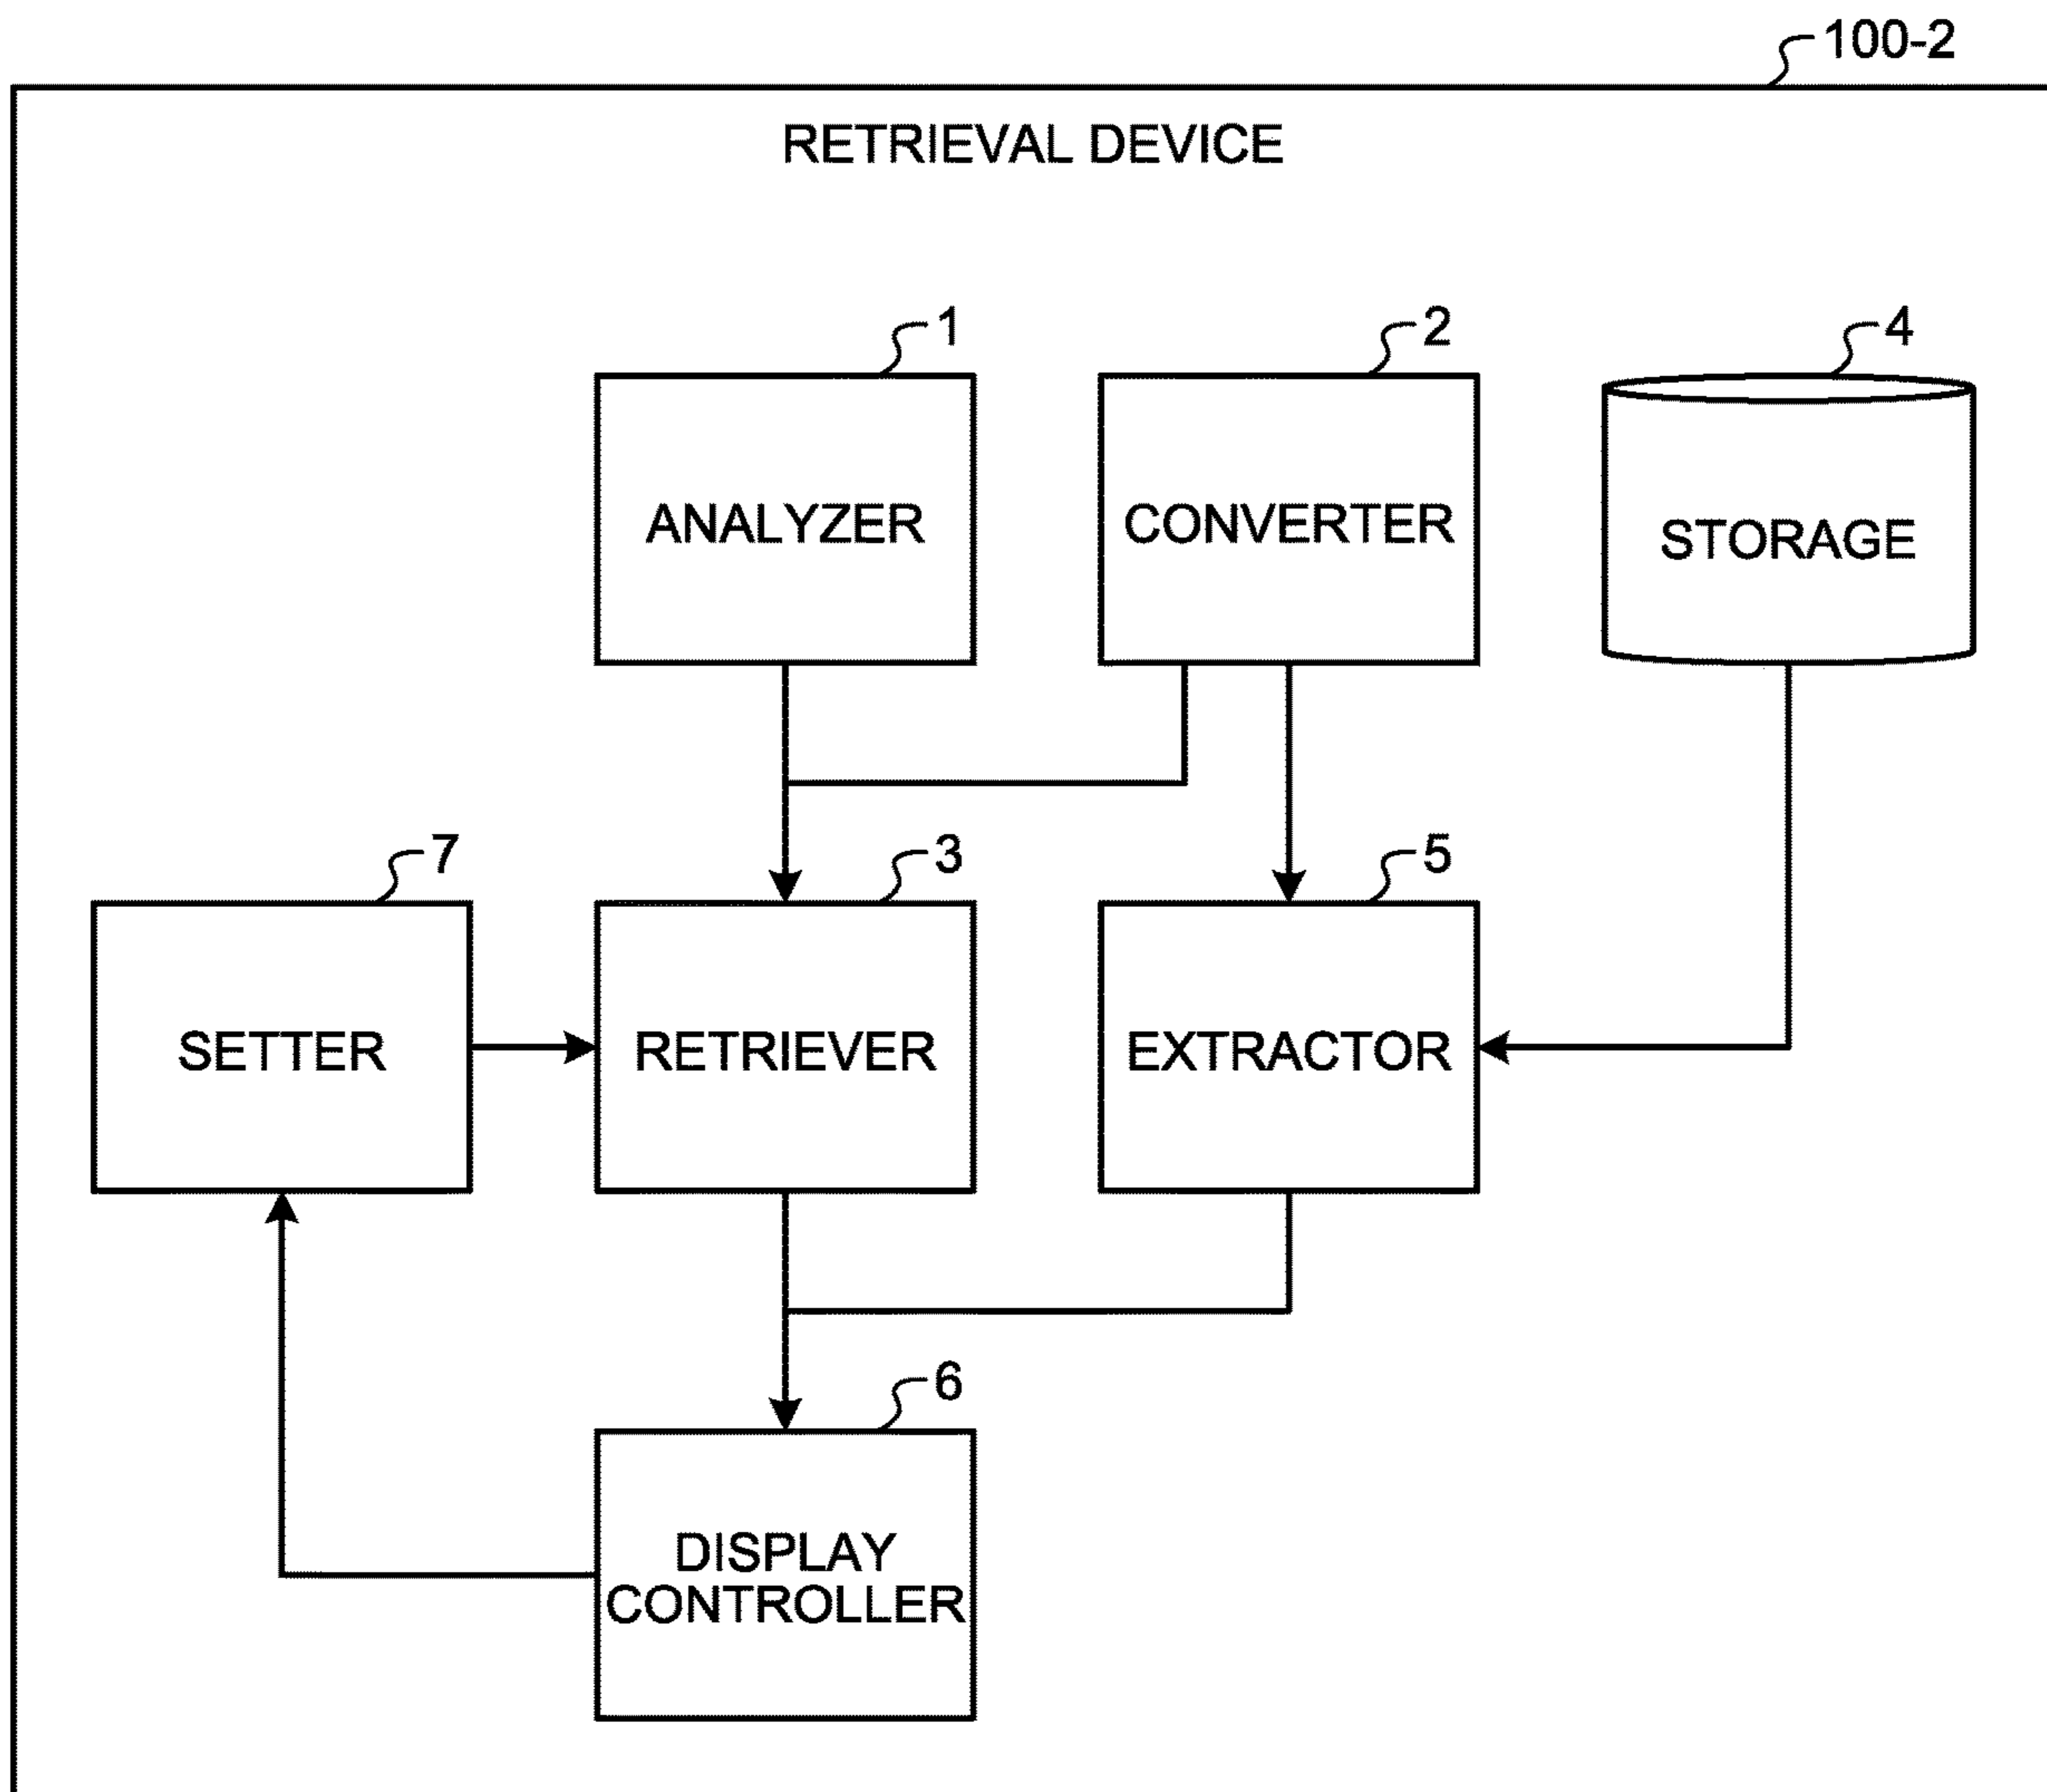 100-2
RETRIEVAL DEVICE
1
2
4
ANALYZER
CONVERTER
STORAGE
7
3
5
SETTER
RETRIEVER
EXTRACTOR
6
DISPLAY
CONTROLLER